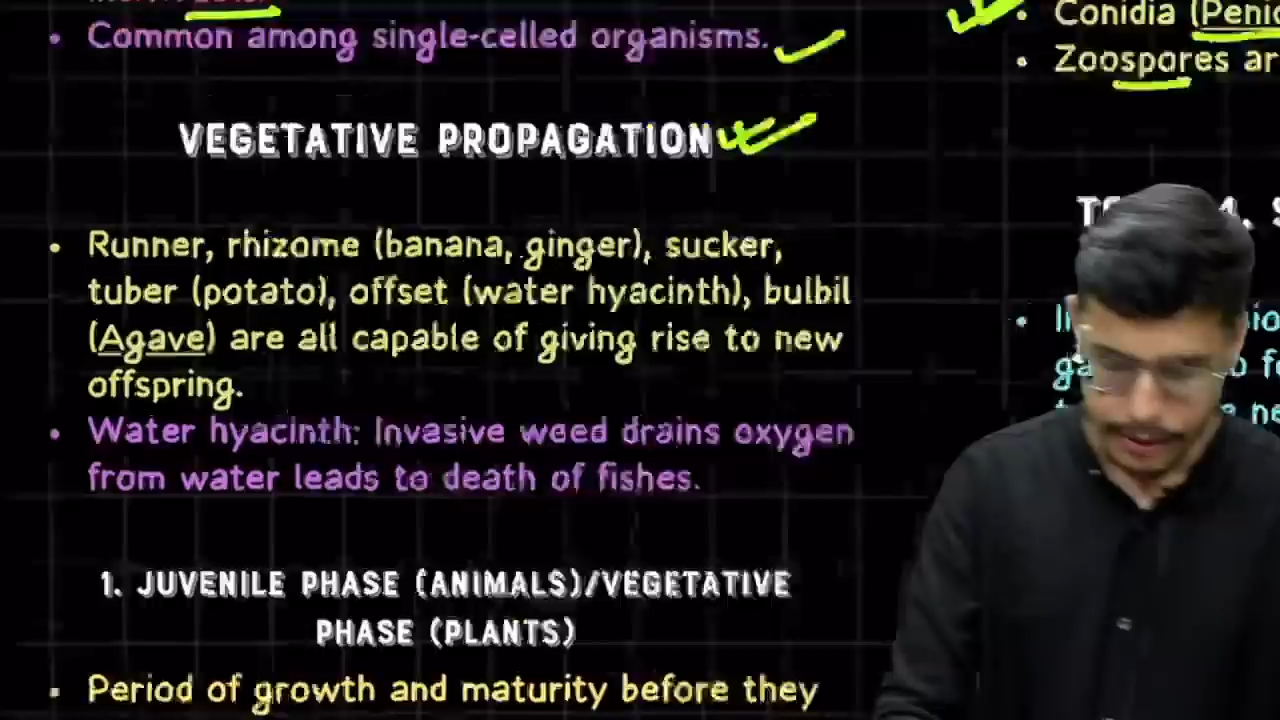 Common among single-celled organisms.
VEGETATIVE PROPAGATION
Runner, rhizome (banana, ginger), sucker,
tuber (potato), offset (water hyacinth), bulbil
(Agave) are all capable of giving rise to new
offspring.
Water hyacinth: Invasive weed drains oxygen
from water leads to death of fishes.
1. JUVENILE PHASE (ANIMALS)/VEGETATIVE
PHASE (PLANTS)
Period of growth and maturity before they
Conidia (Penic
Zoospores ar